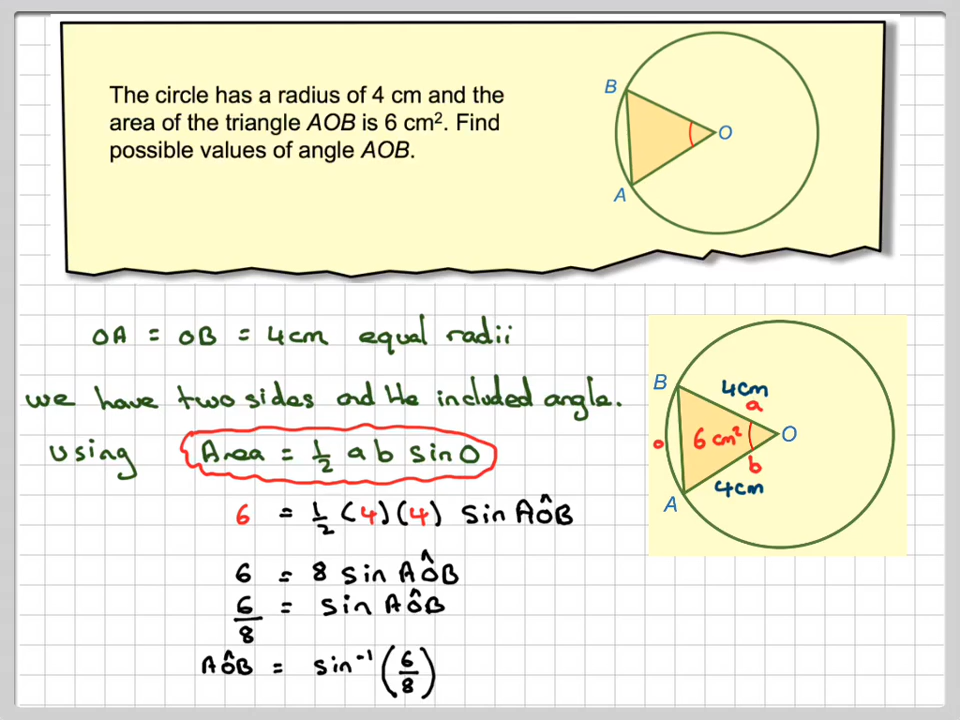 The circle has a radius of 4 cm and the
area of the triangle AOB is 6 cm². Find
possible values of angle AOB.
B
O
A
OA = OB = 4cm equal radii
we have two sides and the included angle.
Using Area = ½ a b sin O
6 = ½ (4)(4) sin AÔB
6 = 8 sin AÔB
6/8 = sin AÔB
AÔB = sin⁻¹ (6/8)
B
4cm
a
o
6 cm²
O
b
4cm
A